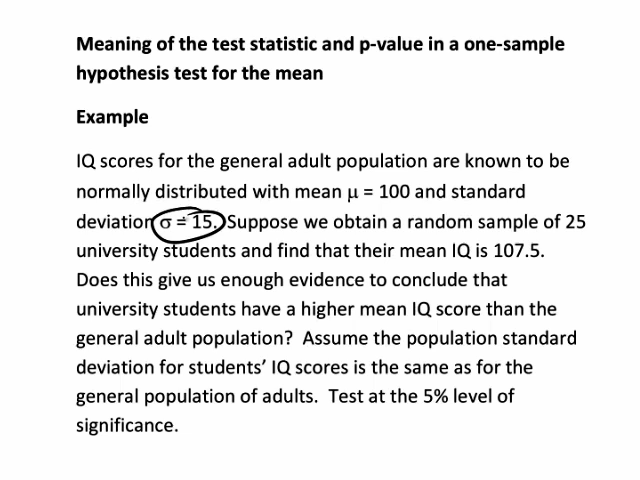 Meaning of the test statistic and p-value in a one-sample
hypothesis test for the mean
Example
IQ scores for the general adult population are known to be
normally distributed with mean μ = 100 and standard
deviation σ = 15. Suppose we obtain a random sample of 25
university students and find that their mean IQ is 107.5.
Does this give us enough evidence to conclude that
university students have a higher mean IQ score than the
general adult population? Assume the population standard
deviation for students’ IQ scores is the same as for the
general population of adults. Test at the 5% level of
significance.